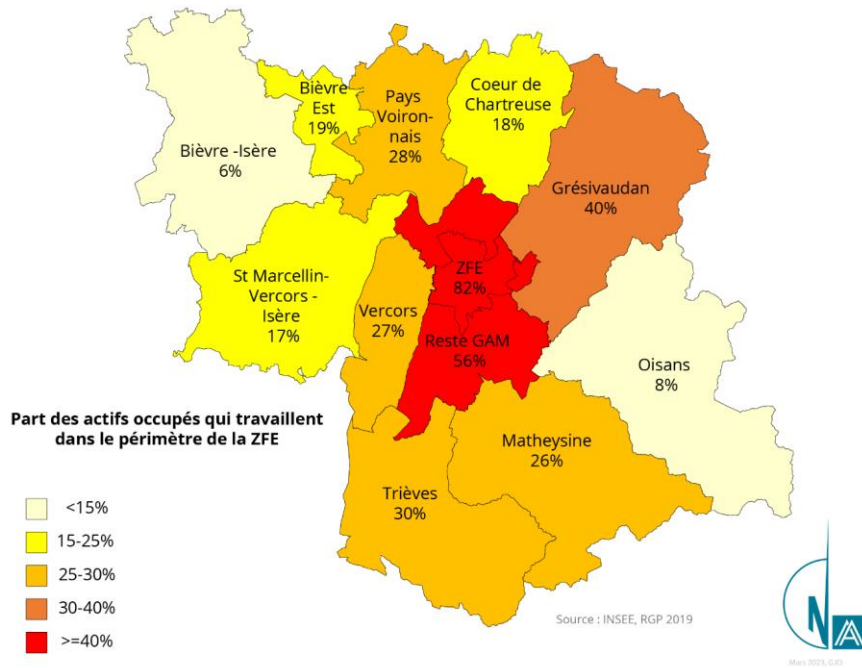 Bièvre
Est
19%
Pays
Voiron-
nais
28%
Coeur de
Chartreuse
18%
Bièvre -Isère
6%
Grésivaudan
40%
ZFE
82%
St Marcellin-
Vercors -
Isère
17%
Vercors
27%
Reste GAM
56%
Oisans
8%
Part des actifs occupés qui travaillent
dans le périmètre de la ZFE
Matheysine
26%
Trièves
30%
<15%
15-25%
25-30%
30-40%
>=40%
Source : INSEE, RGP 2019